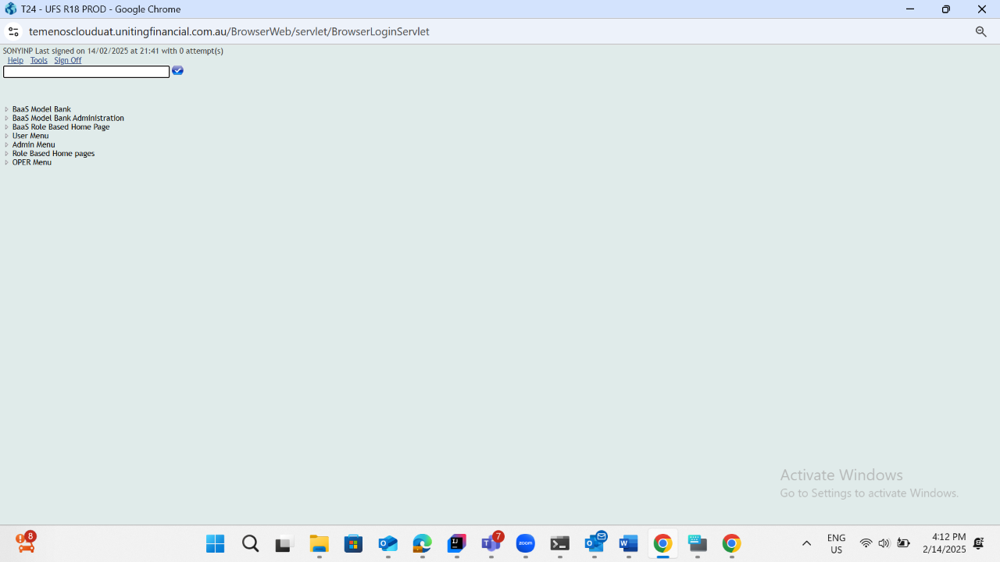 T24 - UFS R18 PROD - Google Chrome
temenosclouduat.unitingfinancial.com.au/BrowserWeb/servlet/BrowserLoginServlet
SONYINP Last signed on 14/02/2025 at 21:41 with 0 attempt(s)
Help Tools Sign Off
BaaS Model Bank
BaaS Model Bank Administration
BaaS Role Based Home Page
User Menu
Admin Menu
Role Based Home pages
OPER Menu
Activate Windows
Go to Settings to activate Windows.
8
7
zoom
ENG
US
4:12 PM
2/14/2025